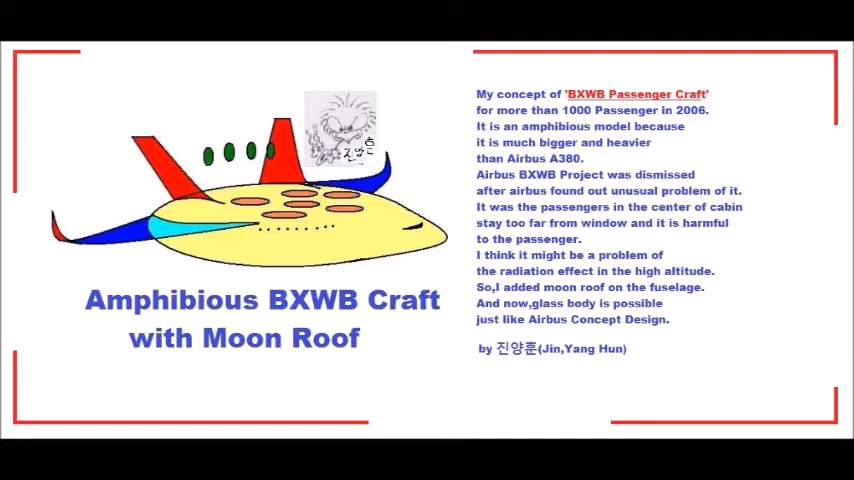 Amphibious BXWB Craft
with Moon Roof
My concept of 'BXWB Passenger Craft'
for more than 1000 Passenger in 2006.
It is an amphibious model because
it is much bigger and heavier
than Airbus A380.
Airbus BXWB Project was dismissed
after airbus found out unusual problem of it.
It was the passengers in the center of cabin
stay too far from window and it is harmful
to the passenger.
I think it might be a problem of
the radiation effect in the high altitude.
So,I added moon roof on the fuselage.
And now,glass body is possible
just like Airbus Concept Design.
by 진양훈(Jin,Yang Hun)
진양훈